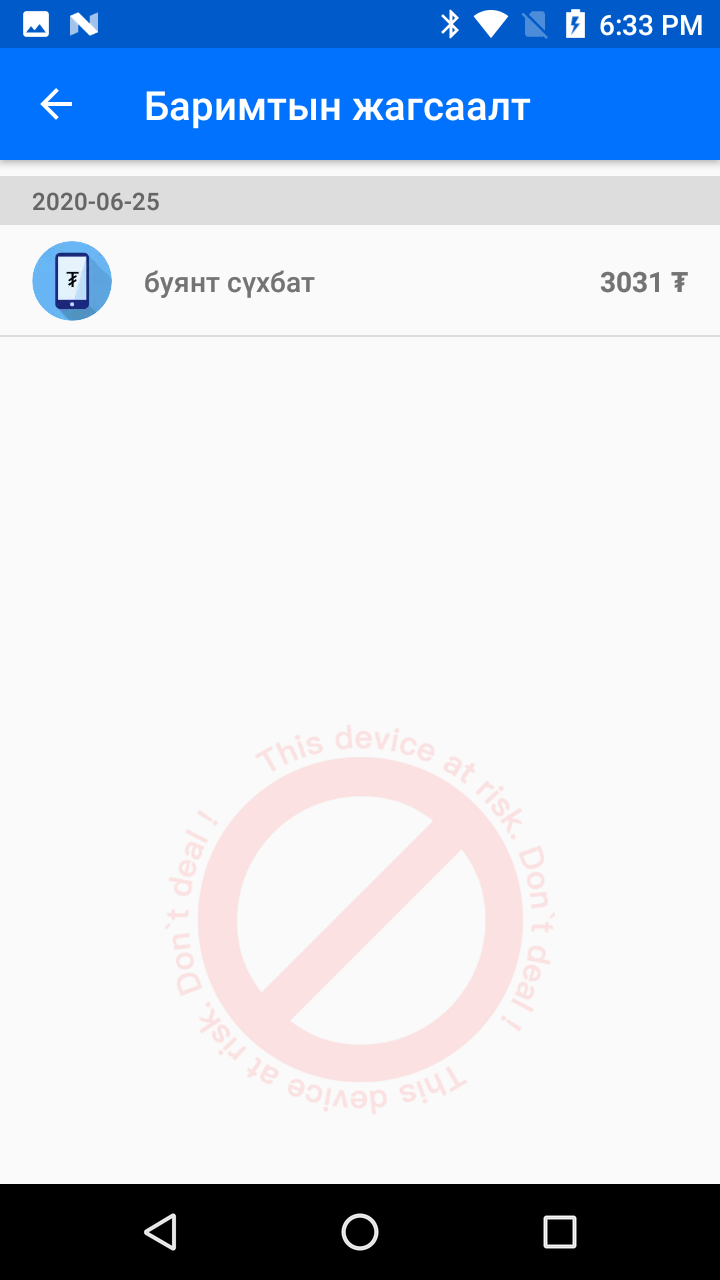 6:33 PM
Баримтын жагсаалт
2020-06-25
₮
буянт сүхбат
3031 ₮
This device at risk. Don`t deal !
This device at risk. Don`t deal !